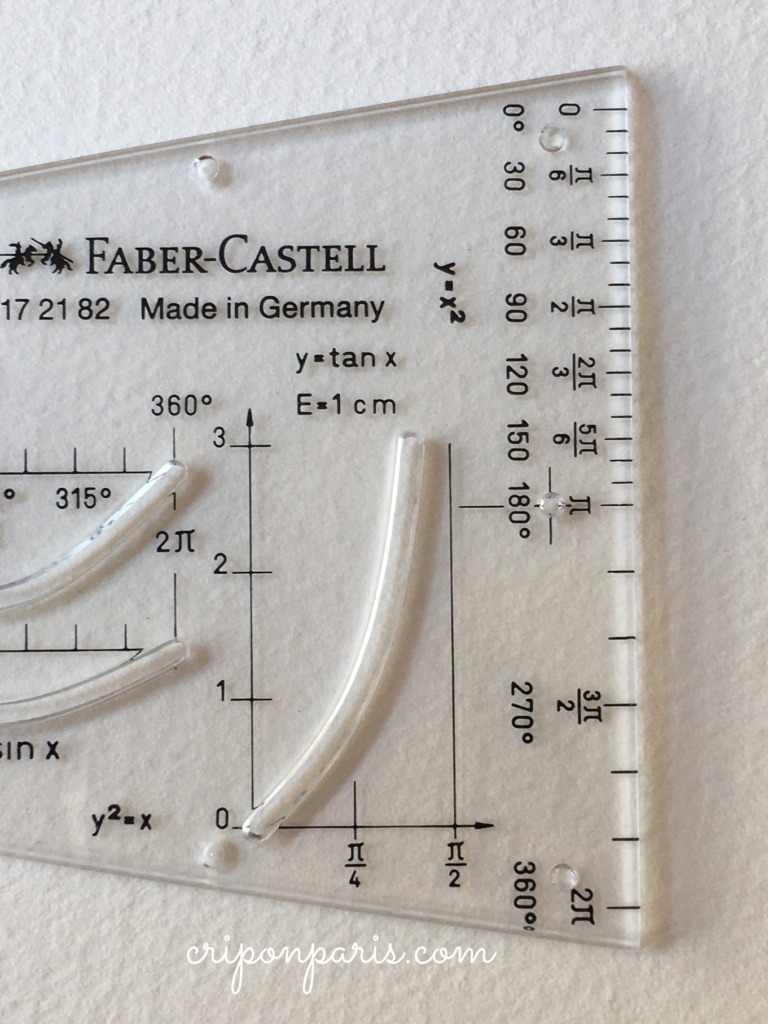 FABER-CASTELL
17 21 82 Made in Germany
y=x²
y=tan x
E=1 cm
360°
3
315°
1
2π
2
1
sin x
y²=x
0
π/4
π/2
0° 0
30 π/6
60 π/3
90 π/2
120 2π/3
150 5π/6
180° π
270° 3π/2
360° 2π
criponparis.com